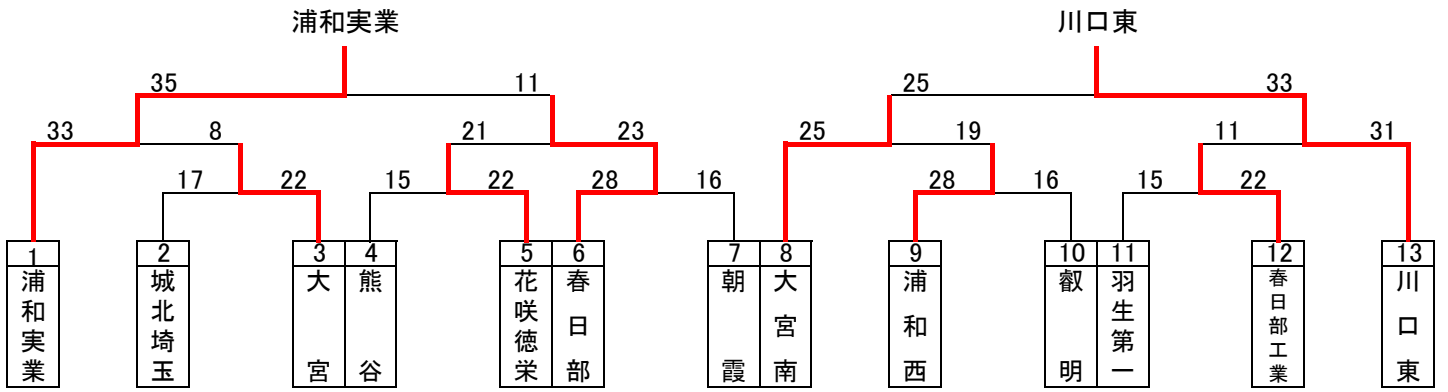 浦和実業 川口東
35 11 25 33
33 8 21 23 25 19 11 31
17 22 15 22 28 16 28 16 15 22
1 2 3 4 5 6 7 8 9 10 11 12 13
浦和実業
城北埼玉
大宮
熊谷
花咲徳栄
春日部
朝霞
大宮南
浦和西
叡明
羽生第一
春日部工業
川口東